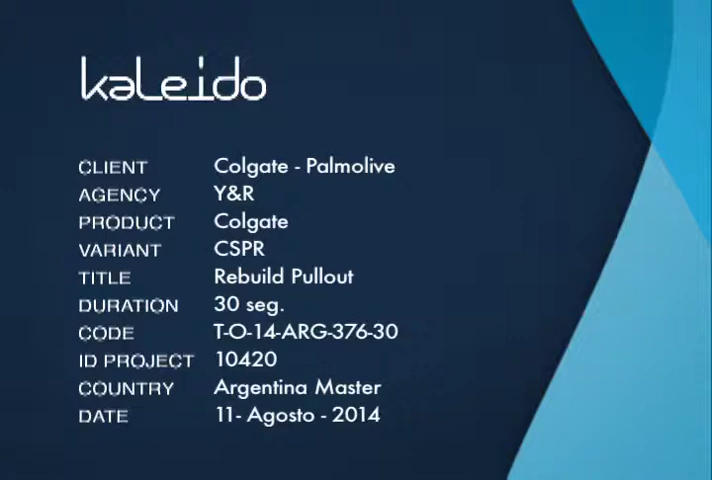 kaleido
CLIENT Colgate - Palmolive
AGENCY Y&R
PRODUCT Colgate
VARIANT CSPR
TITLE Rebuild Pullout
DURATION 30 seg.
CODE T-O-14-ARG-376-30
ID PROJECT 10420
COUNTRY Argentina Master
DATE 11- Agosto - 2014